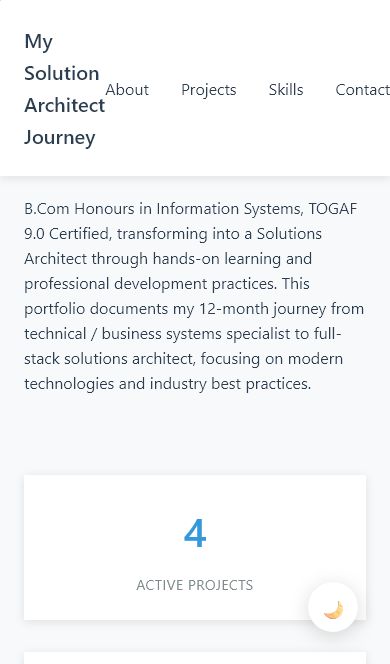 My
Solution
Architect
Journey
About Projects Skills Contact
B.Com Honours in Information Systems, TOGAF
9.0 Certified, transforming into a Solutions
Architect through hands-on learning and
professional development practices. This
portfolio documents my 12-month journey from
technical / business systems specialist to full-
stack solutions architect, focusing on modern
technologies and industry best practices.
4
ACTIVE PROJECTS